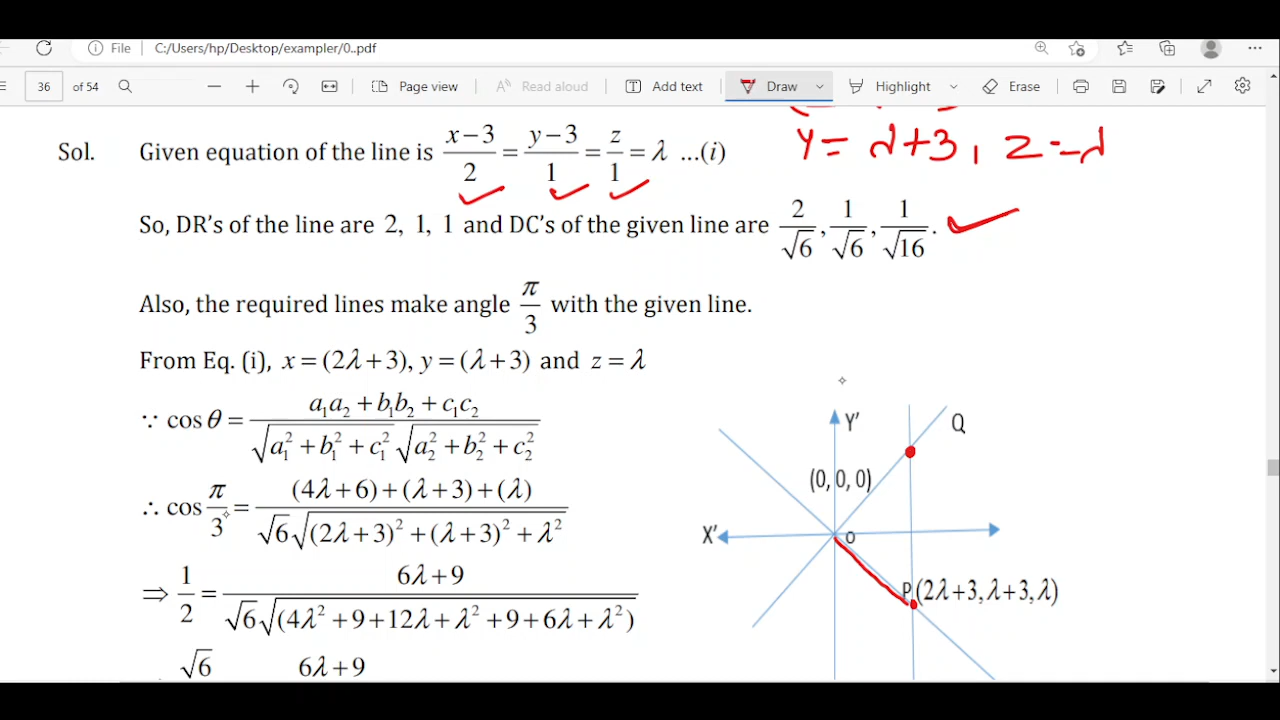 File C:/Users/hp/Desktop/exampler/0..pdf
36 of 54 Page view Read aloud Add text Draw Highlight Erase
y = λ+3, z = λ
Sol. Given equation of the line is (x−3)/2 = (y−3)/1 = z/1 = λ ...(i)
So, DR's of the line are 2, 1, 1 and DC's of the given line are 2/√6, 1/√6, 1/√16.
Also, the required lines make angle π/3 with the given line.
From Eq. (i), x = (2λ+3), y = (λ+3) and z = λ
∵ cos θ = (a₁a₂ + b₁b₂ + c₁c₂)/(√(a₁² + b₁² + c₁²) √(a₂² + b₂² + c₂²))
∴ cos π/3 = ((4λ+6)+(λ+3)+(λ))/(√6 √((2λ+3)² + (λ+3)² + λ²))
⇒ 1/2 = (6λ+9)/(√6 √(4λ² + 9 + 12λ + λ² + 9 + 6λ + λ²))
√6 6λ+9
Y' Q
(0, 0, 0)
X' O
P(2λ+3, λ+3, λ)